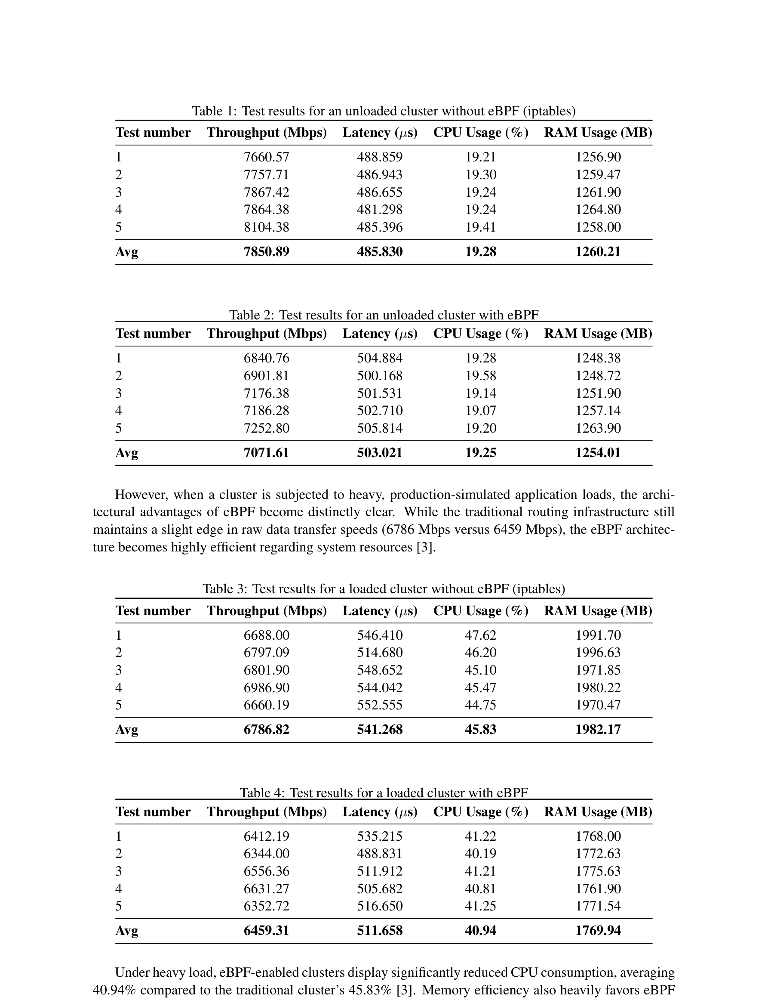 Table 1: Test results for an unloaded cluster without eBPF (iptables)
Test number Throughput (Mbps) Latency (μs) CPU Usage (%) RAM Usage (MB)
1 7660.57 488.859 19.21 1256.90
2 7757.71 486.943 19.30 1259.47
3 7867.42 486.655 19.24 1261.90
4 7864.38 481.298 19.24 1264.80
5 8104.38 485.396 19.41 1258.00
Avg 7850.89 485.830 19.28 1260.21
Table 2: Test results for an unloaded cluster with eBPF
Test number Throughput (Mbps) Latency (μs) CPU Usage (%) RAM Usage (MB)
1 6840.76 504.884 19.28 1248.38
2 6901.81 500.168 19.58 1248.72
3 7176.38 501.531 19.14 1251.90
4 7186.28 502.710 19.07 1257.14
5 7252.80 505.814 19.20 1263.90
Avg 7071.61 503.021 19.25 1254.01
However, when a cluster is subjected to heavy, production-simulated application loads, the archi-
tectural advantages of eBPF become distinctly clear. While the traditional routing infrastructure still
maintains a slight edge in raw data transfer speeds (6786 Mbps versus 6459 Mbps), the eBPF architec-
ture becomes highly efficient regarding system resources [3].
Table 3: Test results for a loaded cluster without eBPF (iptables)
Test number Throughput (Mbps) Latency (μs) CPU Usage (%) RAM Usage (MB)
1 6688.00 546.410 47.62 1991.70
2 6797.09 514.680 46.20 1996.63
3 6801.90 548.652 45.10 1971.85
4 6986.90 544.042 45.47 1980.22
5 6660.19 552.555 44.75 1970.47
Avg 6786.82 541.268 45.83 1982.17
Table 4: Test results for a loaded cluster with eBPF
Test number Throughput (Mbps) Latency (μs) CPU Usage (%) RAM Usage (MB)
1 6412.19 535.215 41.22 1768.00
2 6344.00 488.831 40.19 1772.63
3 6556.36 511.912 41.21 1775.63
4 6631.27 505.682 40.81 1761.90
5 6352.72 516.650 41.25 1771.54
Avg 6459.31 511.658 40.94 1769.94
Under heavy load, eBPF-enabled clusters display significantly reduced CPU consumption, averaging
40.94% compared to the traditional cluster's 45.83% [3]. Memory efficiency also heavily favors eBPF